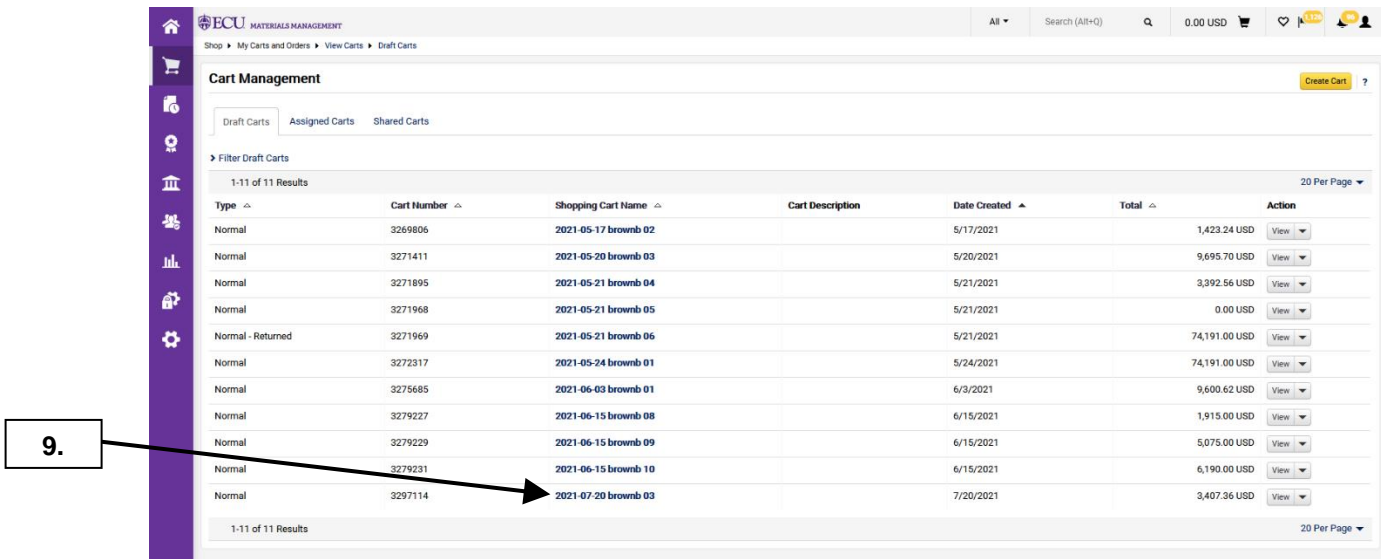 ECU MATERIALS MANAGEMENT All Search (Alt+Q) 0.00 USD
Shop My Carts and Orders View Carts Draft Carts
Cart Management Create Cart ?
Draft Carts Assigned Carts Shared Carts
Filter Draft Carts
1-11 of 11 Results 20 Per Page
Type Cart Number Shopping Cart Name Cart Description Date Created Total Action
Normal 3269806 2021-05-17 brownb 02 5/17/2021 1,423.24 USD View
Normal 3271411 2021-05-20 brownb 03 5/20/2021 9,695.70 USD View
Normal 3271895 2021-05-21 brownb 04 5/21/2021 3,392.56 USD View
Normal 3271968 2021-05-21 brownb 05 5/21/2021 0.00 USD View
Normal - Returned 3271969 2021-05-21 brownb 06 5/21/2021 74,191.00 USD View
Normal 3272317 2021-05-24 brownb 01 5/24/2021 74,191.00 USD View
Normal 3275685 2021-06-03 brownb 01 6/3/2021 9,600.62 USD View
Normal 3279227 2021-06-15 brownb 08 6/15/2021 1,915.00 USD View
9. Normal 3279229 2021-06-15 brownb 09 6/15/2021 5,075.00 USD View
Normal 3279231 2021-06-15 brownb 10 6/15/2021 6,190.00 USD View
Normal 3297114 2021-07-20 brownb 03 7/20/2021 3,407.36 USD View
1-11 of 11 Results 20 Per Page